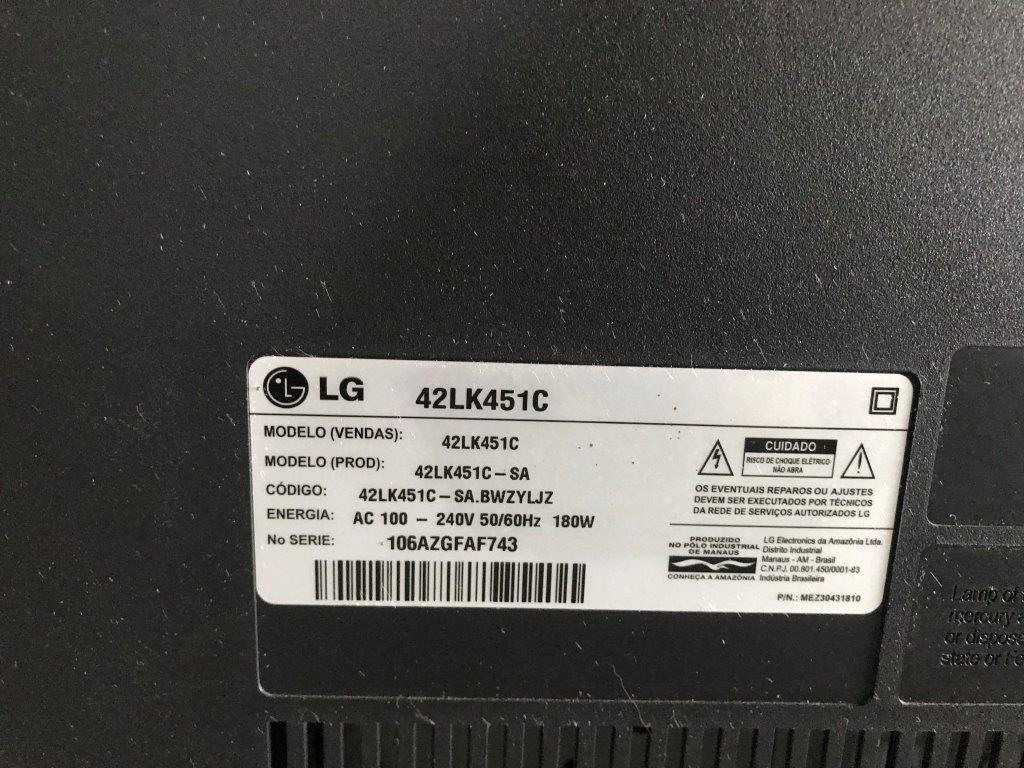 LG 42LK451C
MODELO (VENDAS): 42LK451C
MODELO (PROD): 42LK451C-SA
CÓDIGO: 42LK451C-SA.BWZYLJZ
ENERGIA: AC 100 - 240V 50/60Hz 180W
No SERIE: 106AZGFAF743
CUIDADO
RISCO DE CHOQUE ELÉTRICO
NÃO ABRA
OS EVENTUAIS REPAROS OU AJUSTES
DEVEM SER EXECUTADOS POR TÉCNICOS
DA REDE DE SERVIÇOS AUTORIZADOS LG
PRODUZIDO
NO PÓLO INDUSTRIAL
DE MANAUS
CONHEÇA A AMAZÔNIA
LG Electronics da Amazônia Ltda.
Distrito Industrial
Manaus - AM - Brasil
C.N.P.J. 00.801.450/0001-83
Indústria Brasileira
P/N.: MEZ30431810
Lamp of
mercury
or
state or